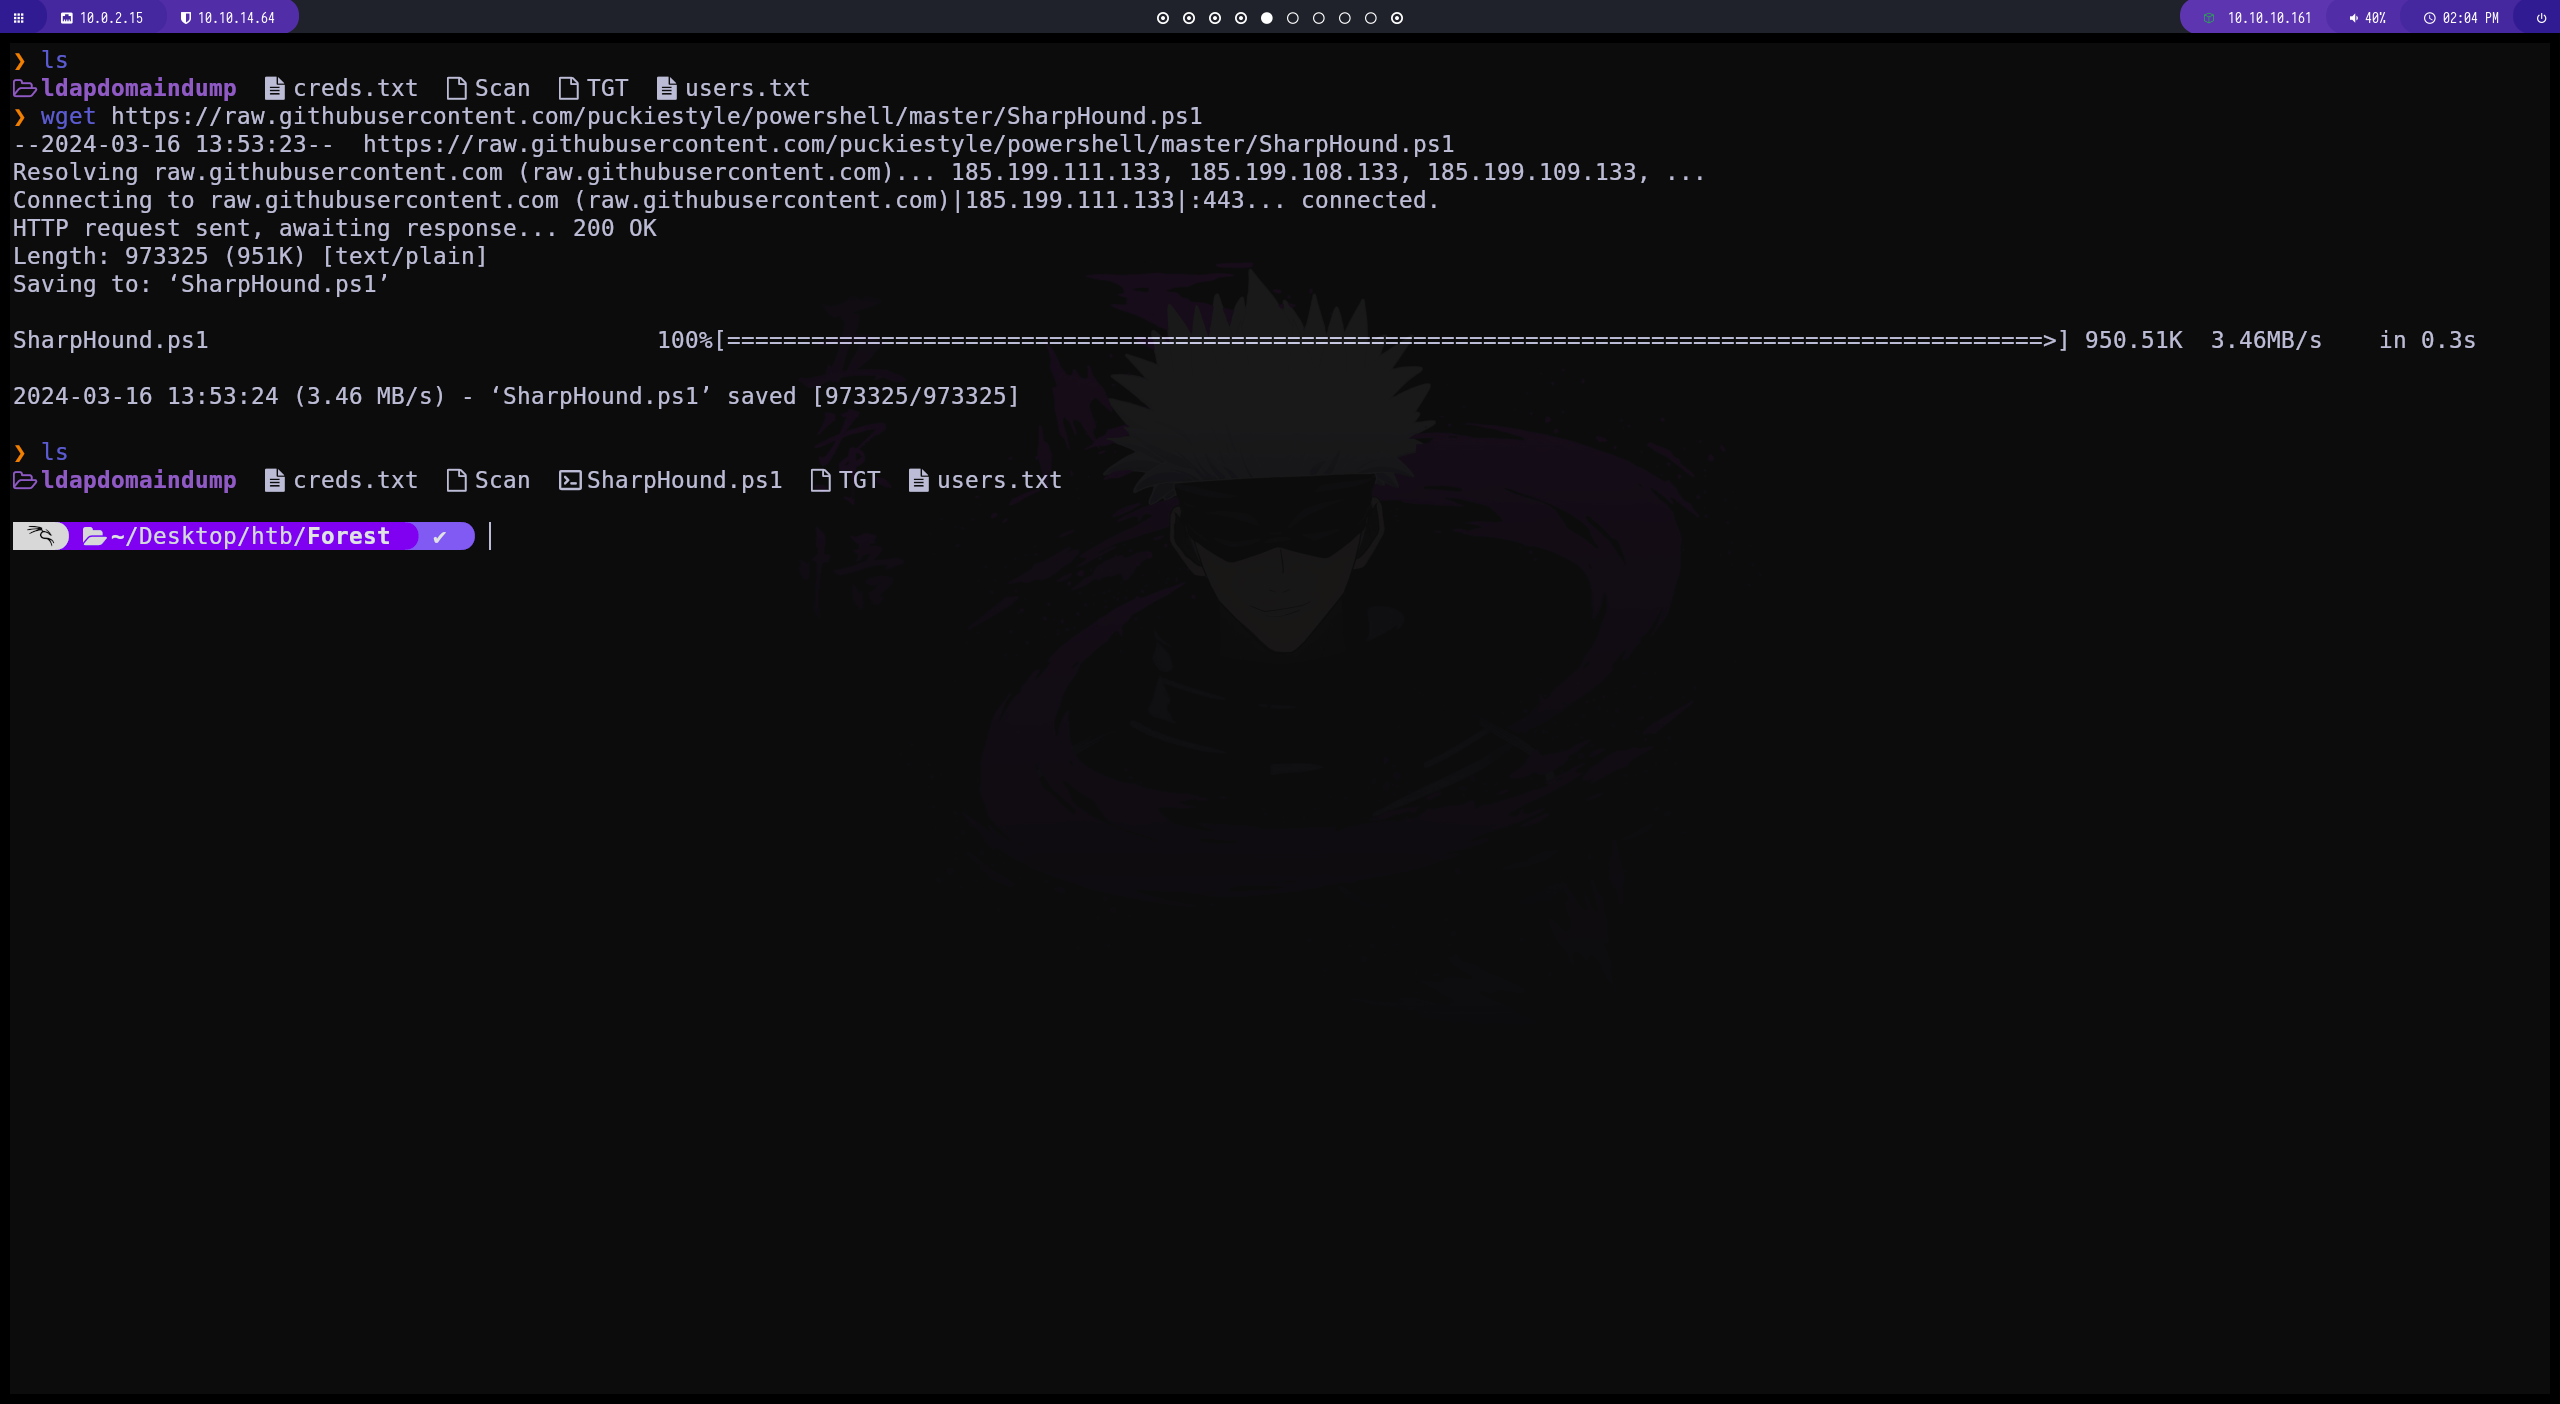 10.0.2.15 10.10.14.64 10.10.10.161 40% 02:04 PM
❯ ls
ldapdomaindump creds.txt Scan TGT users.txt
❯ wget https://raw.githubusercontent.com/puckiestyle/powershell/master/SharpHound.ps1
--2024-03-16 13:53:23-- https://raw.githubusercontent.com/puckiestyle/powershell/master/SharpHound.ps1
Resolving raw.githubusercontent.com (raw.githubusercontent.com)... 185.199.111.133, 185.199.108.133, 185.199.109.133, ...
Connecting to raw.githubusercontent.com (raw.githubusercontent.com)|185.199.111.133|:443... connected.
HTTP request sent, awaiting response... 200 OK
Length: 973325 (951K) [text/plain]
Saving to: ‘SharpHound.ps1’
SharpHound.ps1 100%[==============================================================================================>] 950.51K 3.46MB/s in 0.3s
2024-03-16 13:53:24 (3.46 MB/s) - ‘SharpHound.ps1’ saved [973325/973325]
❯ ls
ldapdomaindump creds.txt Scan SharpHound.ps1 TGT users.txt
~/Desktop/htb/Forest ✔